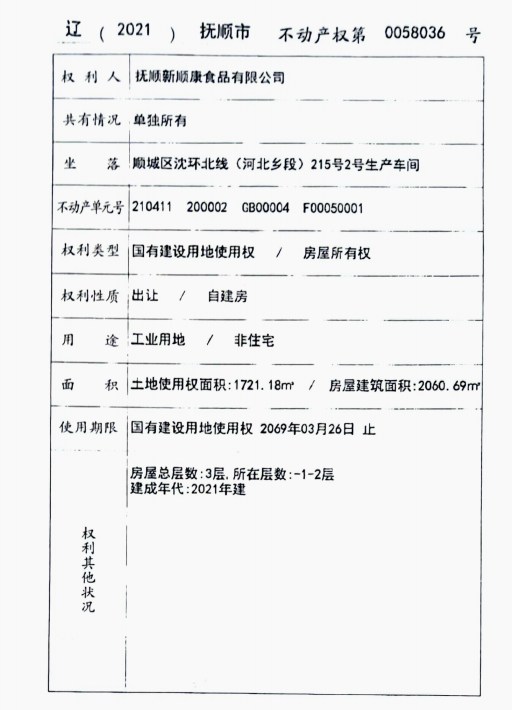 辽 ( 2021 ) 抚顺市 不动产权第 0058036 号
权利人 抚顺新顺康食品有限公司
共有情况 单独所有
坐落 顺城区沈环北线（河北乡段）215号2号生产车间
不动产单元号 210411 200002 GB00004 F00050001
权利类型 国有建设用地使用权 / 房屋所有权
权利性质 出让 / 自建房
用途 工业用地 / 非住宅
面积 土地使用权面积:1721.18㎡ / 房屋建筑面积:2060.69㎡
使用期限 国有建设用地使用权 2069年03月26日 止
权利其他状况
房屋总层数:3层,所在层数:-1-2层
建成年代:2021年建